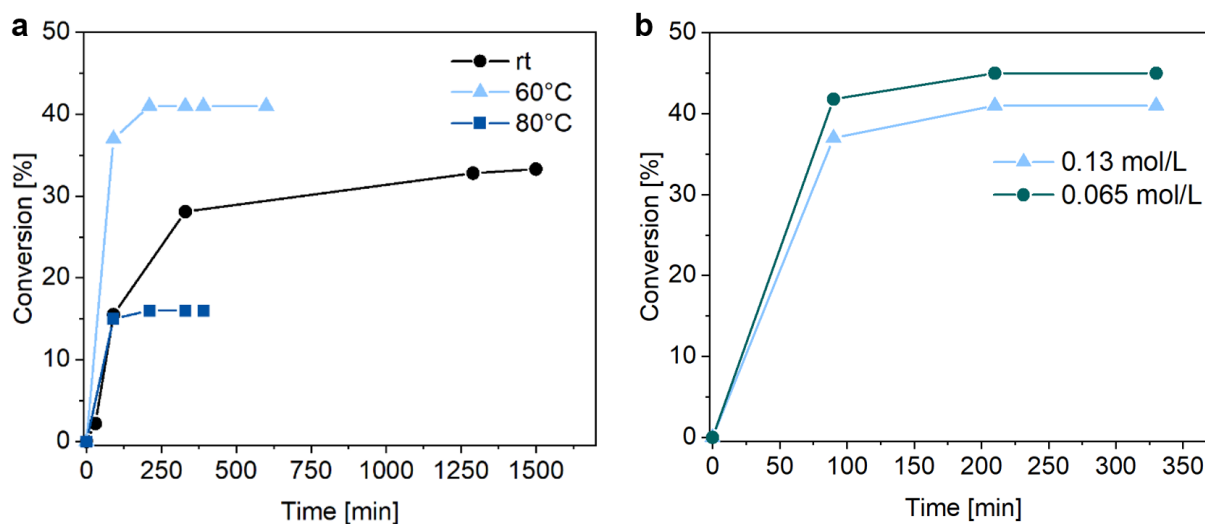 a
50
40
30
20
10
0
Conversion [%]
rt
60°C
80°C
0 250 500 750 1000 1250 1500
Time [min]
b
50
40
30
20
10
0
Conversion [%]
0.13 mol/L
0.065 mol/L
0 50 100 150 200 250 300 350
Time [min]